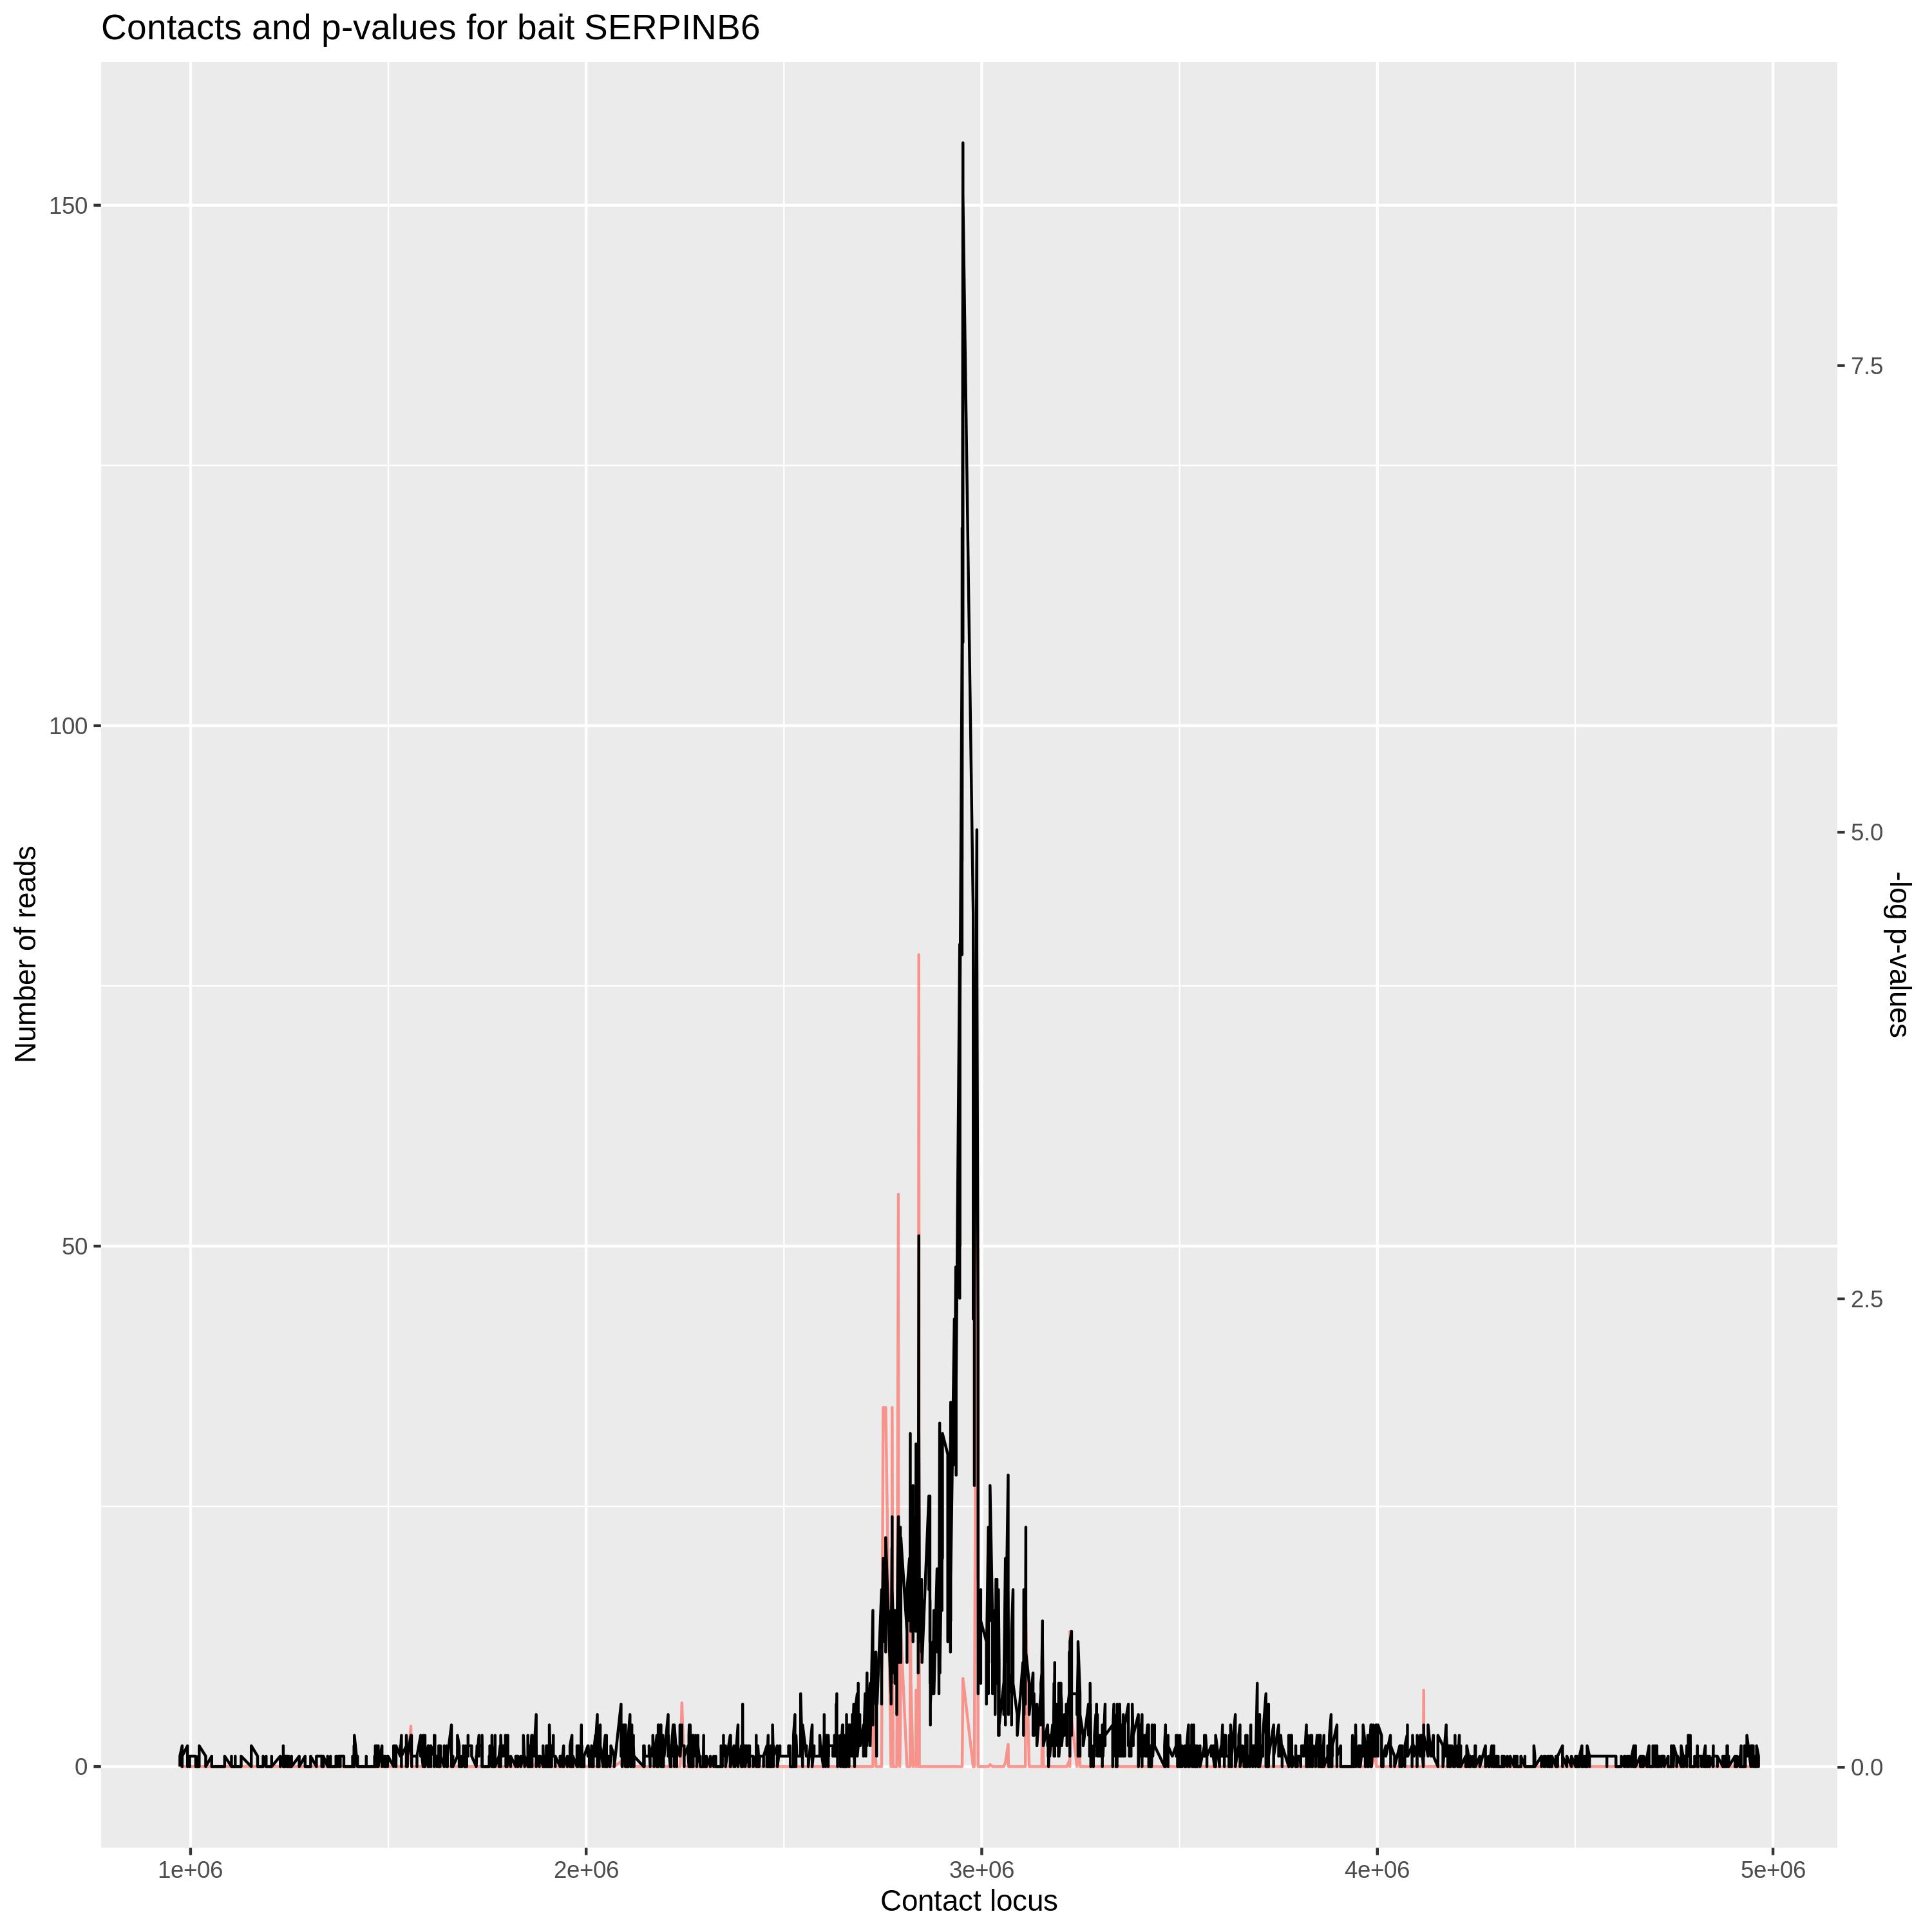 Contacts and p-values for bait SERPINB6
150
100
50
0
Number of reads
7.5
5.0
2.5
0.0
-log p-values
1e+06 2e+06 3e+06 4e+06 5e+06
Contact locus